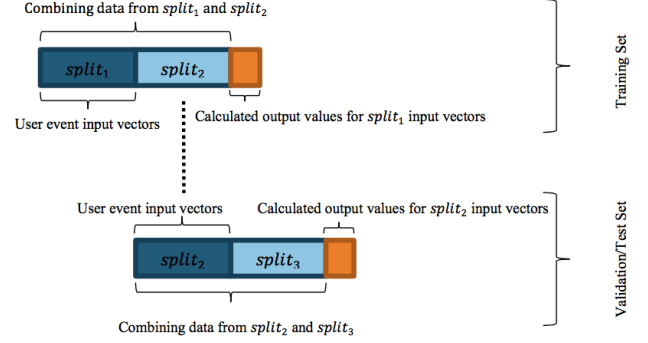 Combining data from split₁ and split₂
split₁
split₂
User event input vectors
Calculated output values for split₁ input vectors
Training Set
User event input vectors
Calculated output values for split₂ input vectors
split₂
split₃
Combining data from split₂ and split₃
Validation/Test Set